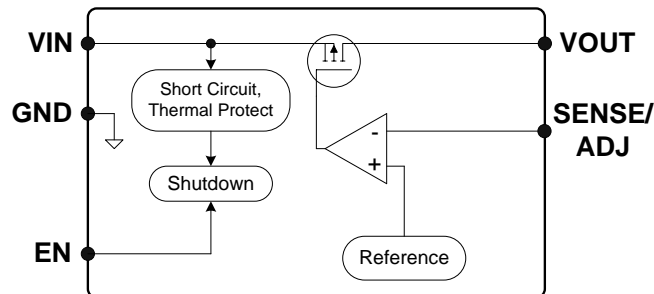 VIN
VOUT
Short Circuit,
Thermal Protect
GND
SENSE/
ADJ
-
+
Shutdown
EN
Reference